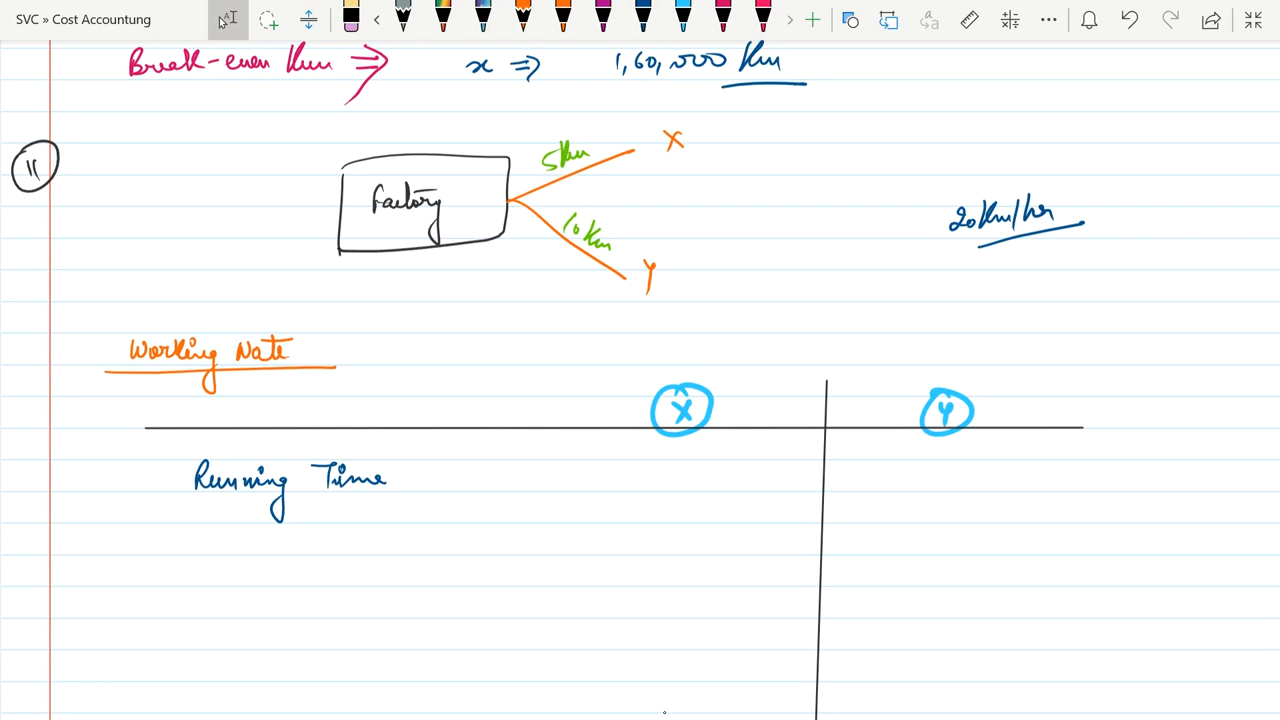 SVC » Cost Accountung
Break-even Km ⇒ x ⇒ 1,60,000 Km
11
5km X
Factory
20Km/hr
10Km
Y
Working Note
X Y
Running Time